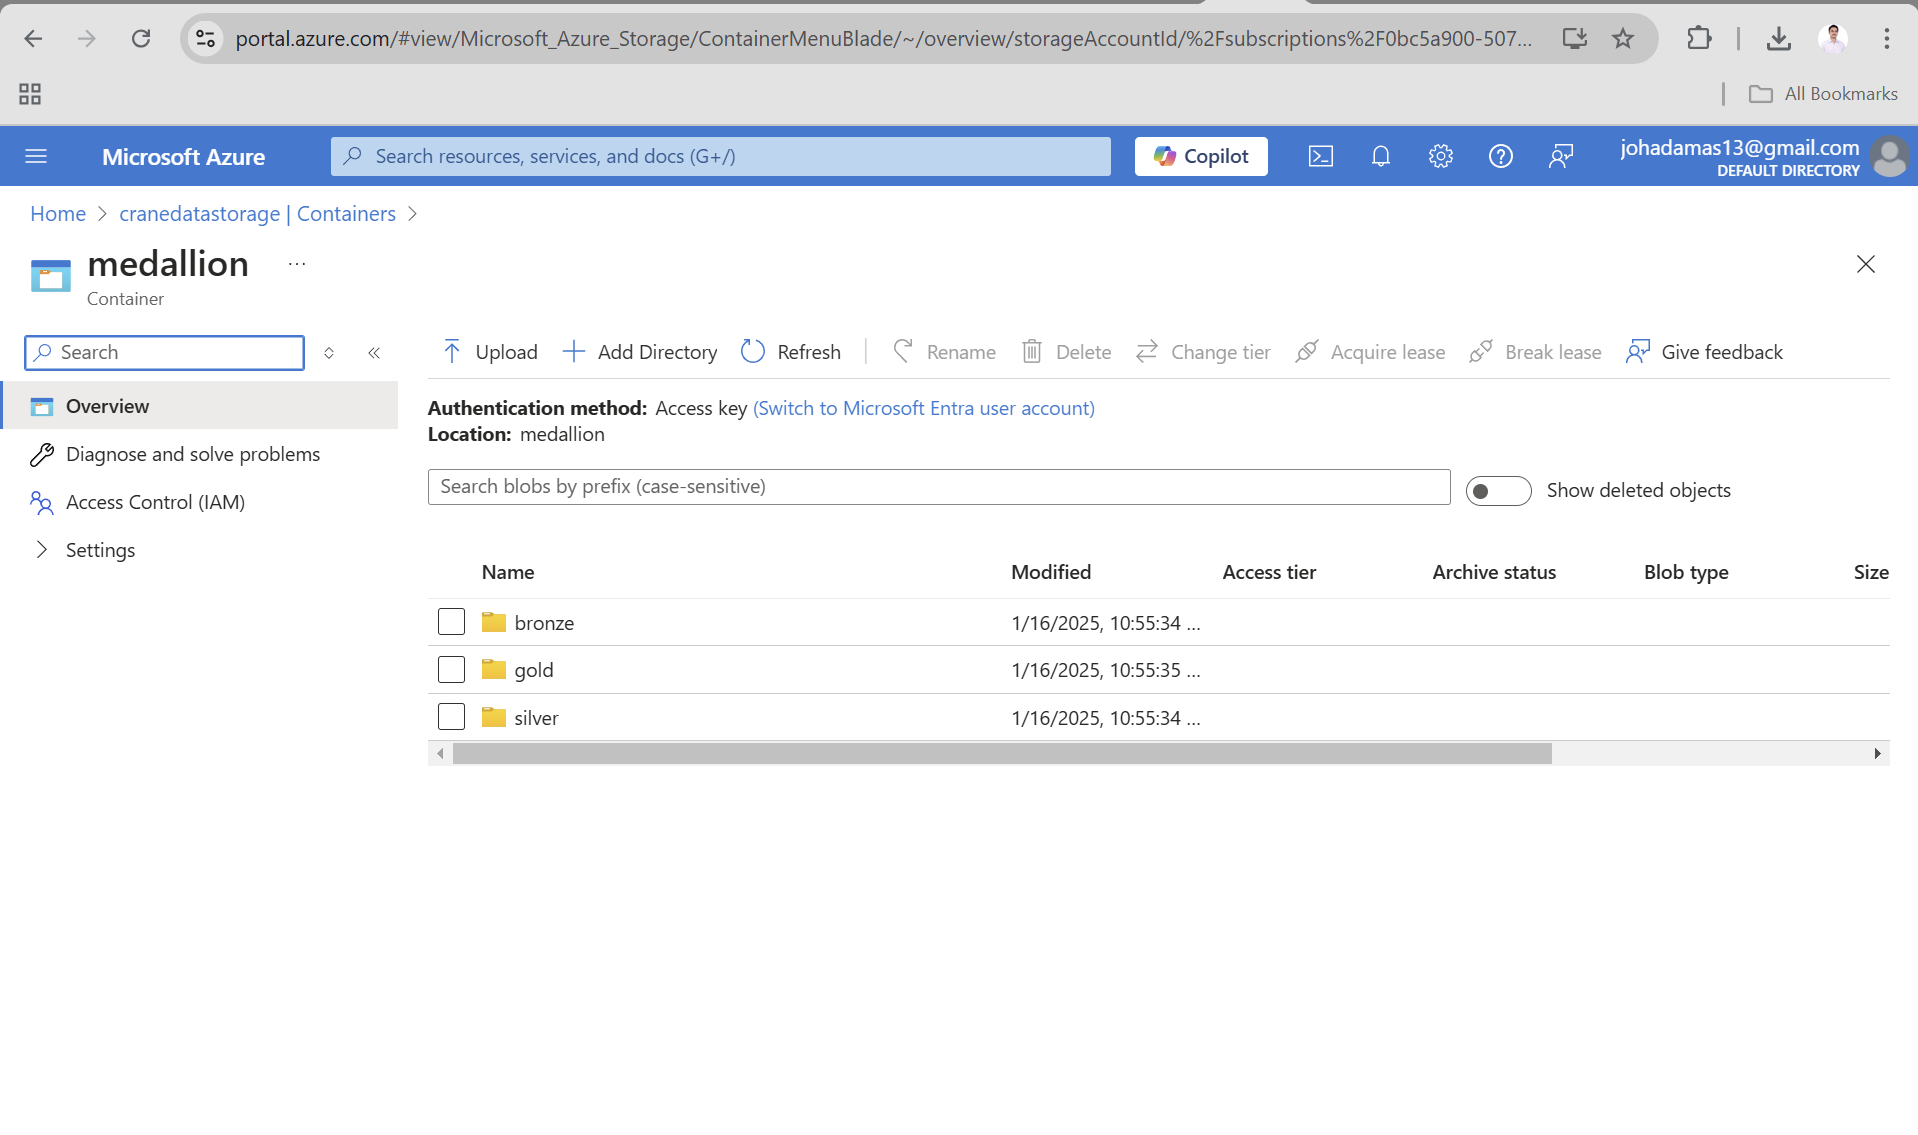 portal.azure.com/#view/Microsoft_Azure_Storage/ContainerMenuBlade/~/overview/storageAccountId/%2Fsubscriptions%2F0bc5a900-507...
All Bookmarks
Microsoft Azure
Search resources, services, and docs (G+/)
Copilot
johadamas13@gmail.com
DEFAULT DIRECTORY
Home > cranedatastorage | Containers >
medallion ...
Container
Search
Upload Add Directory Refresh Rename Delete Change tier Acquire lease Break lease Give feedback
Overview
Diagnose and solve problems
Access Control (IAM)
Settings
Authentication method: Access key (Switch to Microsoft Entra user account)
Location: medallion
Search blobs by prefix (case-sensitive)
Show deleted objects
Name Modified Access tier Archive status Blob type Size
bronze 1/16/2025, 10:55:34 ...
gold 1/16/2025, 10:55:35 ...
silver 1/16/2025, 10:55:34 ...